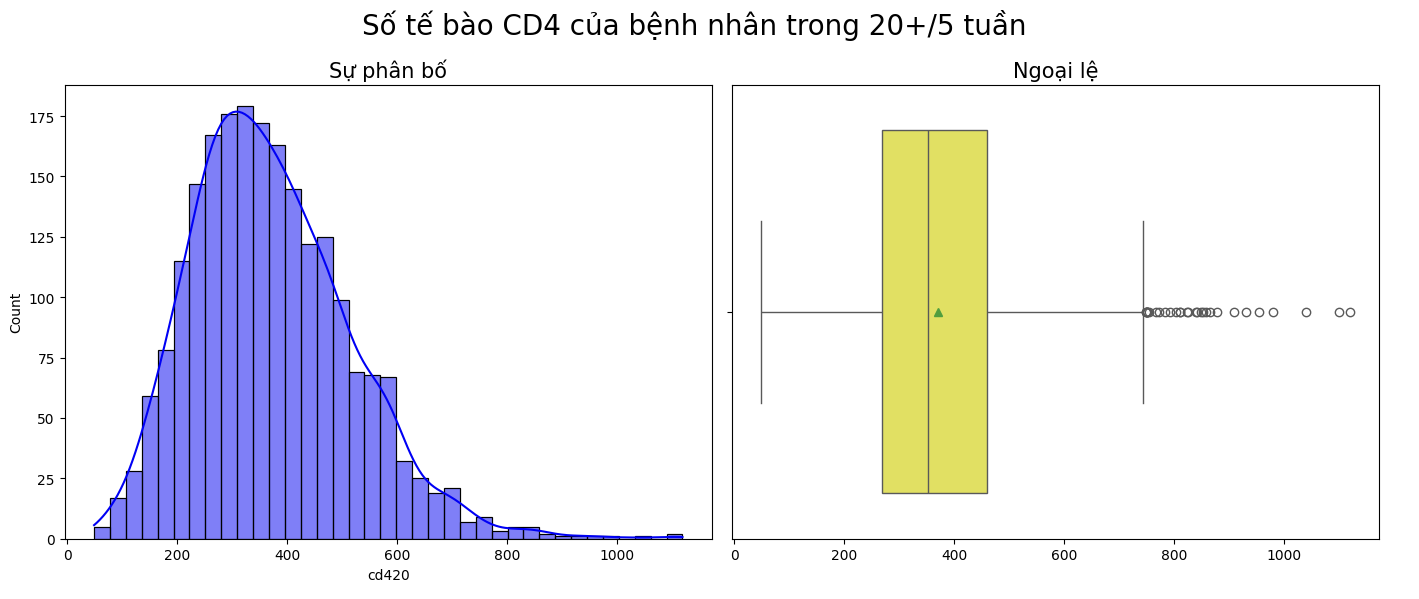 Số tế bào CD4 của bệnh nhân trong 20+/5 tuần
Sự phân bố
Ngoại lệ
175
150
125
100
75
50
25
0
Count
0 200 400 600 800 1000
cd420
0 200 400 600 800 1000